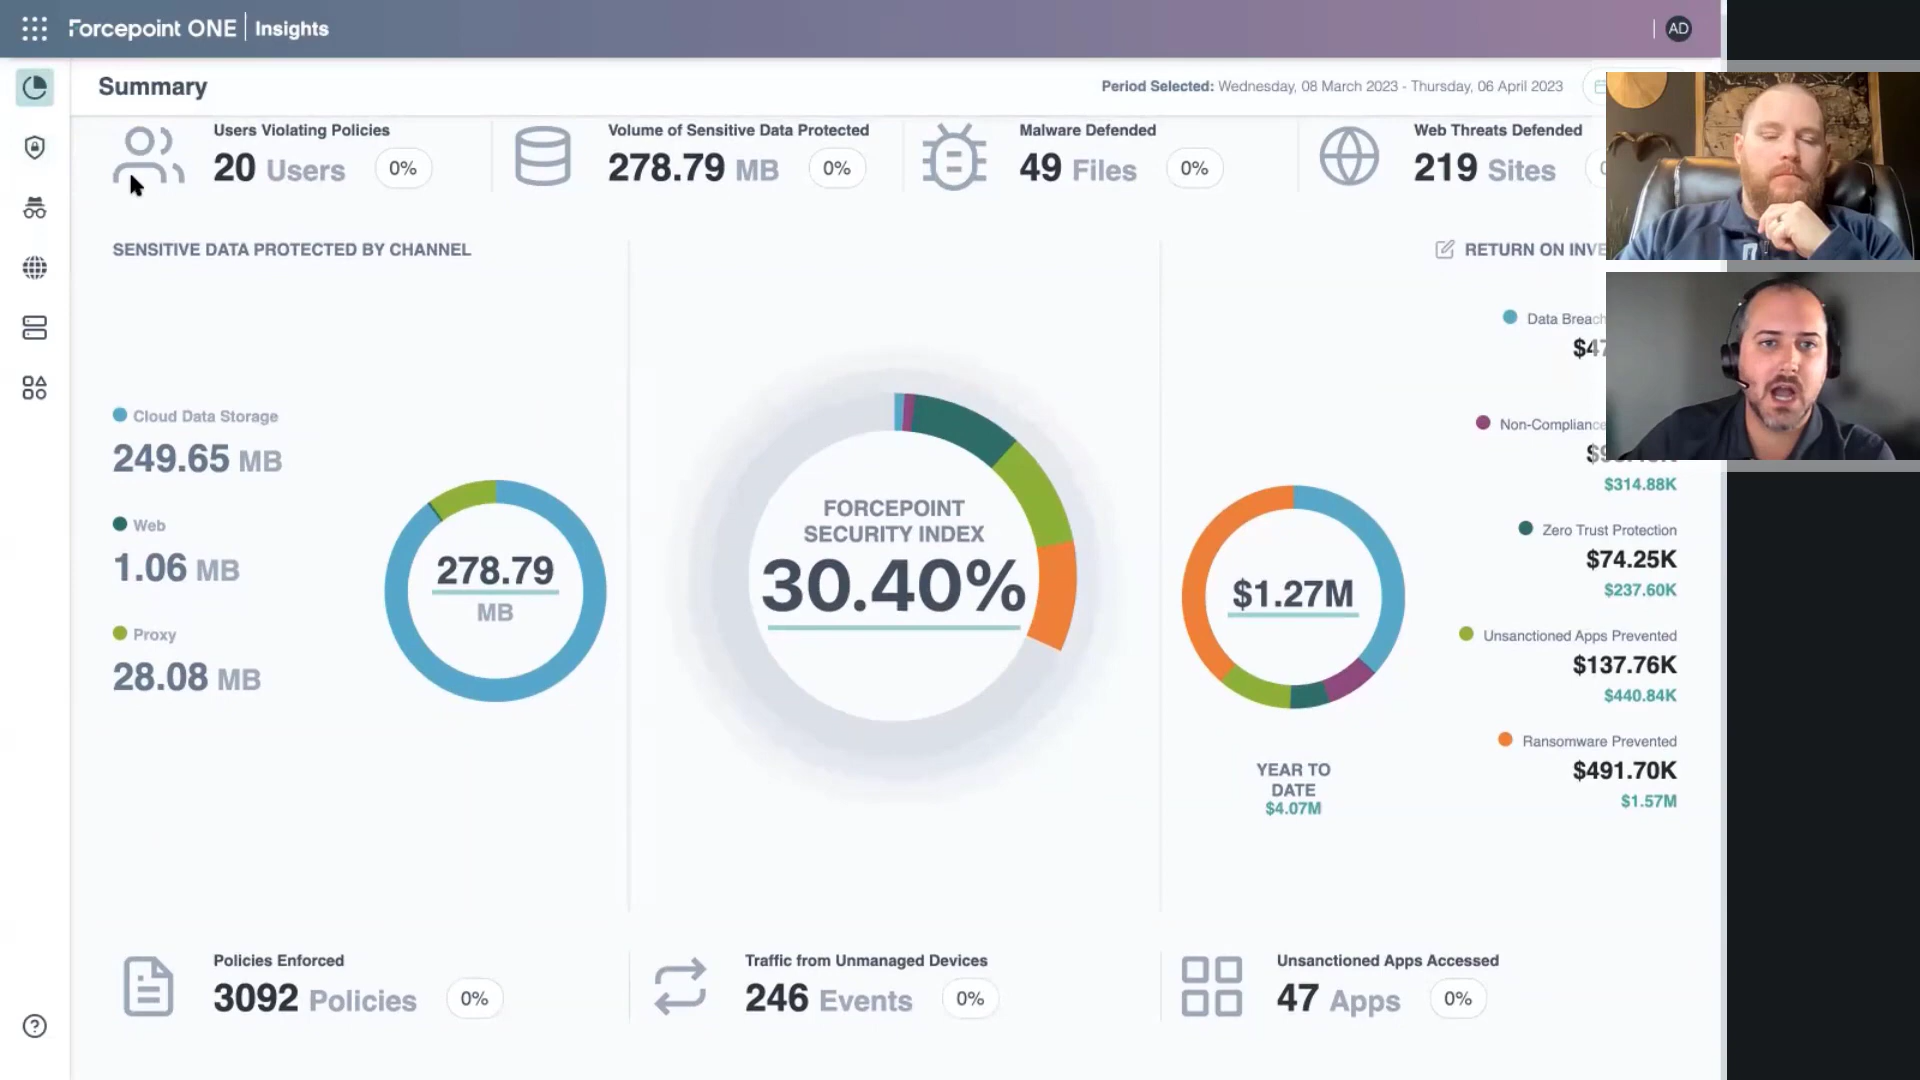 Forcepoint ONE | Insights
AD
Summary
Period Selected: Wednesday, 08 March 2023 - Thursday, 06 April 2023
Users Violating Policies
20 Users 0%
Volume of Sensitive Data Protected
278.79 MB 0%
Malware Defended
49 Files 0%
Web Threats Defended
219 Sites
SENSITIVE DATA PROTECTED BY CHANNEL
Cloud Data Storage
249.65 MB
Web
1.06 MB
Proxy
28.08 MB
278.79
MB
FORCEPOINT
SECURITY INDEX
30.40%
RETURN ON
Data
Non-Compliance
$314.88K
Zero Trust Protection
$74.25K
$237.60K
Unsanctioned Apps Prevented
$137.76K
$440.84K
Ransomware Prevented
$491.70K
$1.57M
$1.27M
YEAR TO
DATE
$4.07M
Policies Enforced
3092 Policies 0%
Traffic from Unmanaged Devices
246 Events 0%
Unsanctioned Apps Accessed
47 Apps 0%